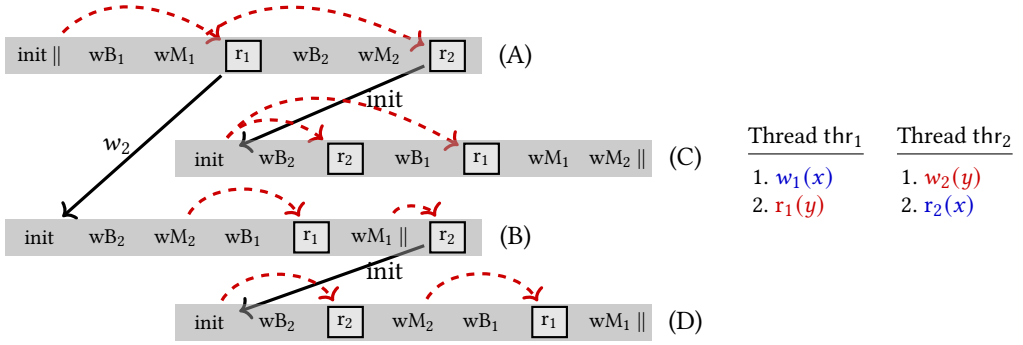 init || wB₁ wM₁ r₁ wB₂ wM₂ r₂ (A)
init
w₂
init wB₂ r₂ wB₁ r₁ wM₁ wM₂ || (C)
Thread thr₁ Thread thr₂
1. w₁(x) 1. w₂(y)
2. r₁(y) 2. r₂(x)
init wB₂ wM₂ wB₁ r₁ wM₁ || r₂ (B)
init
init wB₂ r₂ wM₂ wB₁ r₁ wM₁ || (D)